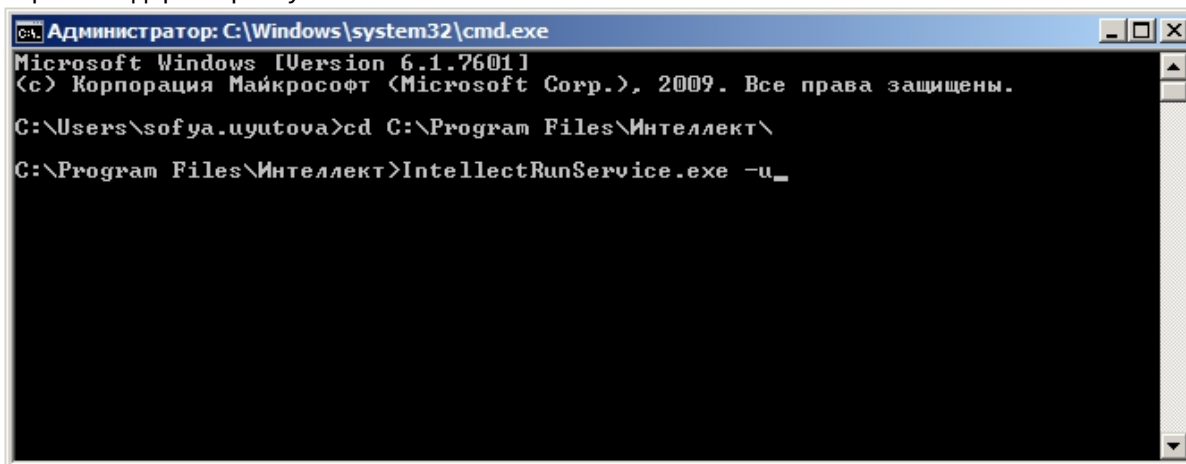 Администратор: C:\Windows\system32\cmd.exe
Microsoft Windows [Version 6.1.7601]
(c) Корпорация Майкрософт (Microsoft Corp.), 2009. Все права защищены.
C:\Users\sofya.uyutova>cd C:\Program Files\Интеллект\
C:\Program Files\Интеллект>IntellectRunService.exe -u_